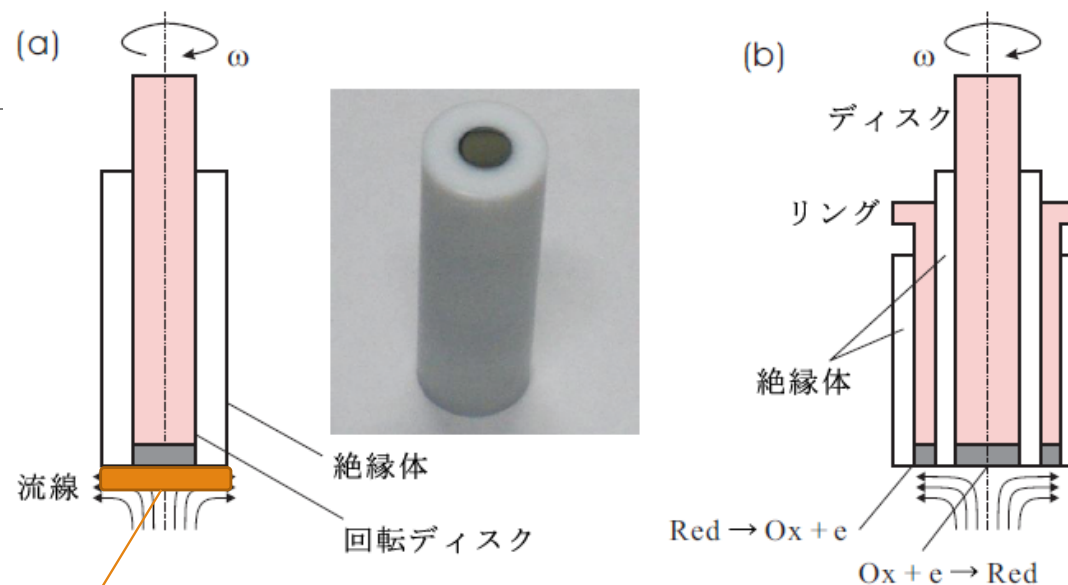 (a)
ω
流線
絶縁体
回転ディスク
(b)
ω
ディスク
リング
絶縁体
Red → Ox + e
Ox + e → Red